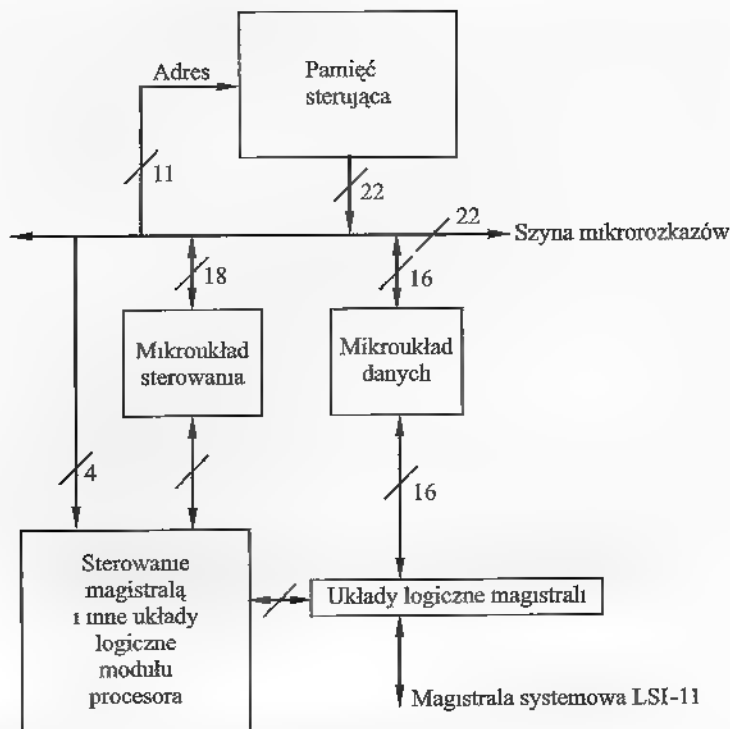 Adres
Pamięć
sterująca
11
22
22
Szyna mikrorozkazów
18
16
Mikroukład
sterowania
Mikroukład
danych
4
16
Sterowanie
magistralą
i inne układy
logiczne
modułu
procesora
Układy logiczne magistrali
Magistrala systemowa LSI-11